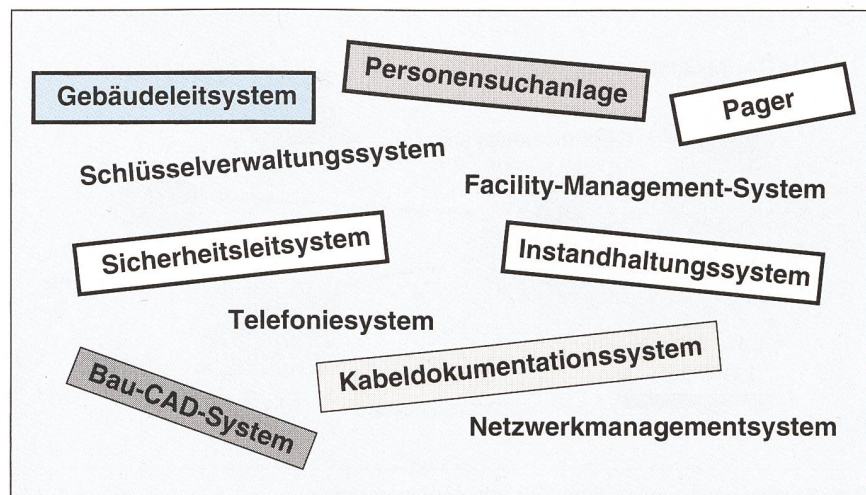 Gebäudeleitsystem
Personensuchanlage
Pager
Schlüsselverwaltungssystem
Facility-Management-System
Sicherheitsleitsystem
Instandhaltungssystem
Telefoniesystem
Kabeldokumentationssystem
Bau-CAD-System
Netzwerkmanagementsystem